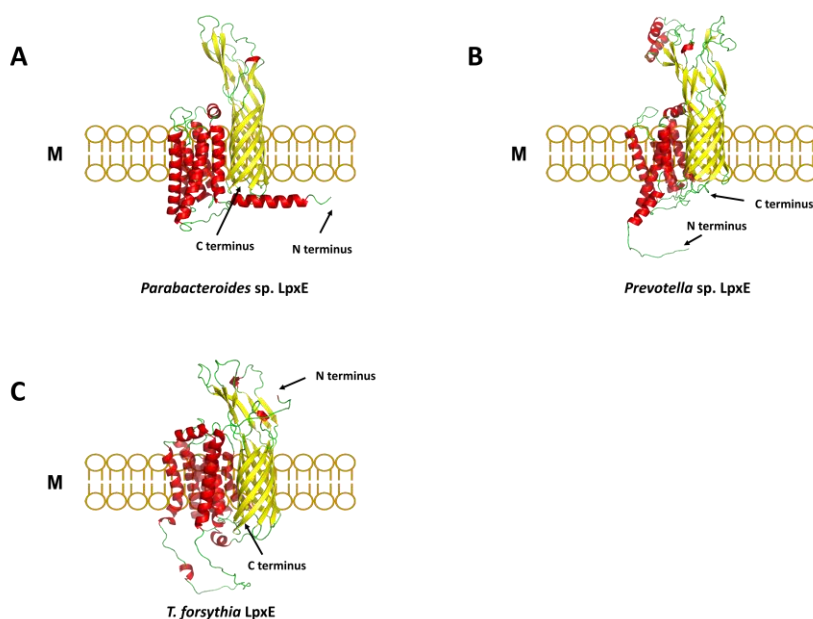 A
B
M
M
C terminus
N terminus
C terminus
N terminus
Parabacteroides sp. LpxE
Prevotella sp. LpxE
C
N terminus
M
C terminus
T. forsythia LpxE